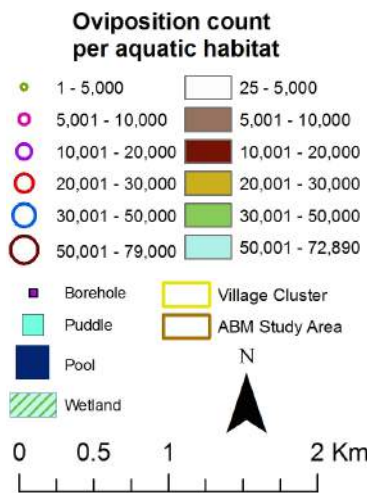 Oviposition count
per aquatic habitat
1 - 5,000
25 - 5,000
5,001 - 10,000
5,001 - 10,000
10,001 - 20,000
10,001 - 20,000
20,001 - 30,000
20,001 - 30,000
30,001 - 50,000
30,001 - 50,000
50,001 - 79,000
50,001 - 72,890
Borehole
Village Cluster
Puddle
ABM Study Area
Pool
N
Wetland
0 0.5 1 2 Km